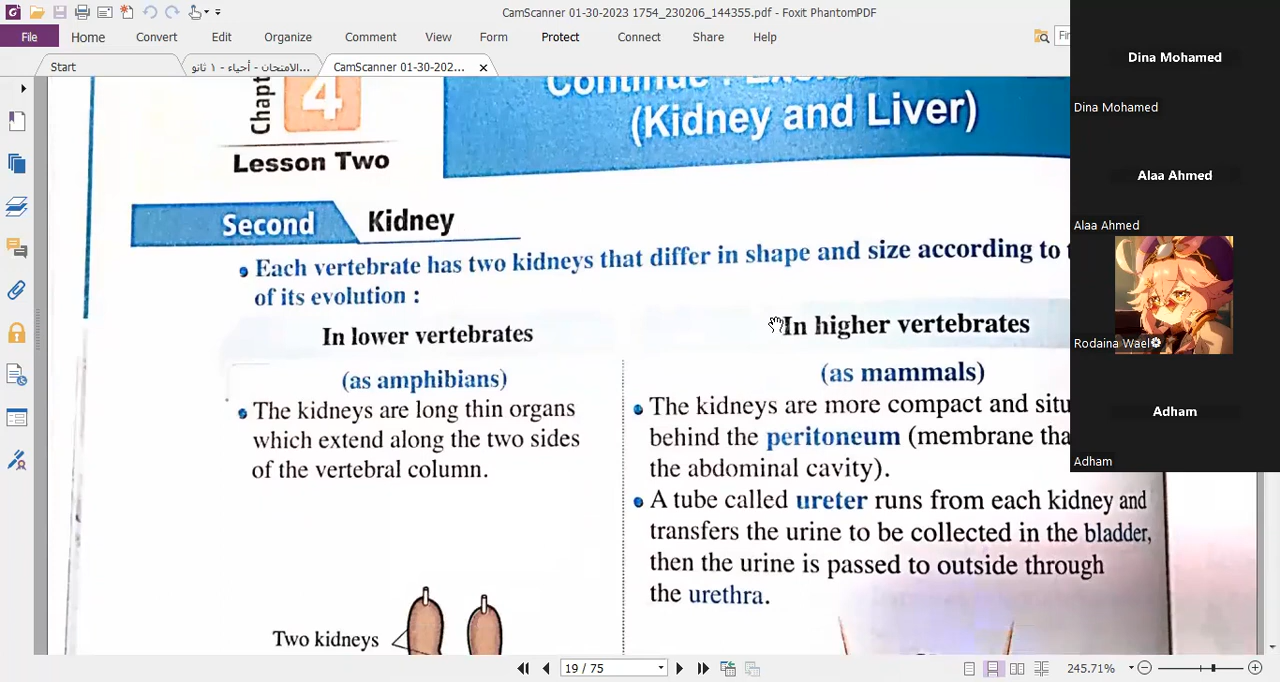 CamScanner 01-30-2023 1754_230206_144355.pdf - Foxit PhantomPDF
File Home Convert Edit Organize Comment View Form Protect Connect Share Help
Start
الامتحان - أحياء - ١ ثانو...
CamScanner 01-30-202...
Chapt
4
Lesson Two
Continue :
(Kidney and Liver)
Second Kidney
• Each vertebrate has two kidneys that differ in shape and size according to
of its evolution :
In lower vertebrates
(as amphibians)
• The kidneys are long thin organs
which extend along the two sides
of the vertebral column.
Two kidneys
In higher vertebrates
(as mammals)
• The kidneys are more compact and situ
behind the peritoneum (membrane tha
the abdominal cavity).
• A tube called ureter runs from each kidney and
transfers the urine to be collected in the bladder,
then the urine is passed to outside through
the urethra.
Dina Mohamed
Dina Mohamed
Alaa Ahmed
Alaa Ahmed
Rodaina Wael
Adham
Adham
19 / 75
245.71%